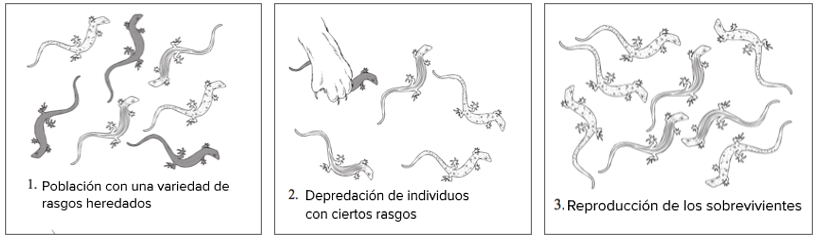 1. Población con una variedad de
rasgos heredados
2. Depredación de individuos
con ciertos rasgos
3. Reproducción de los sobrevivientes